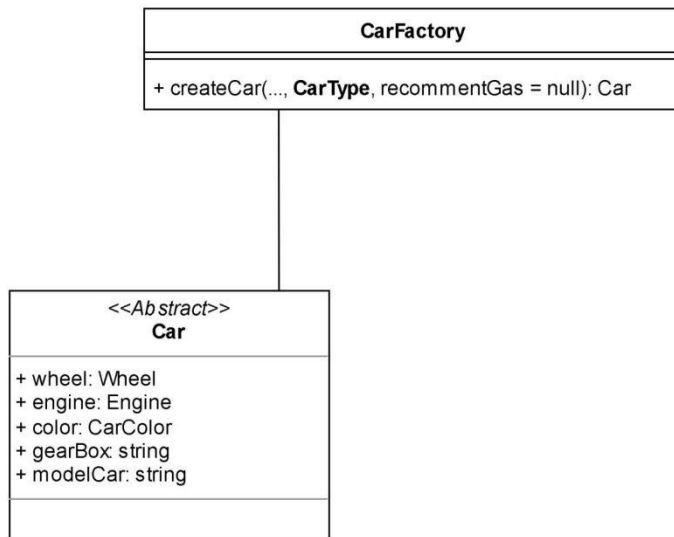 CarFactory
+ createCar(..., CarType, recommentGas = null): Car
<<Abstract>>
Car
+ wheel: Wheel
+ engine: Engine
+ color: CarColor
+ gearBox: string
+ modelCar: string